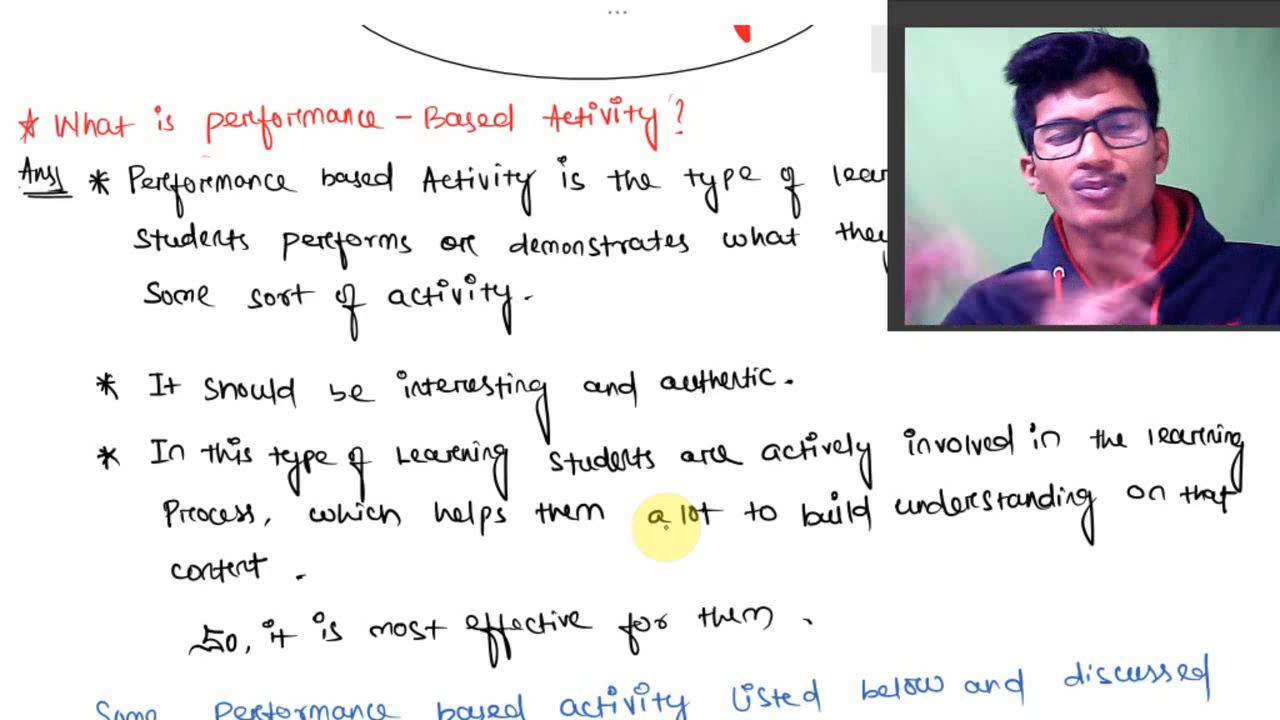 * What is performance - Based Activity?
Ans * Performance based Activity is the type of lear
students performs or demonstrates what they
Some sort of activity.
* It should be interesting and authentic.
* In this type of Learning students are actively involved in the learning
Process, which helps them a lot to build understanding on that
content.
So, it is most effective for them.
Some performance based activity listed below and discussed